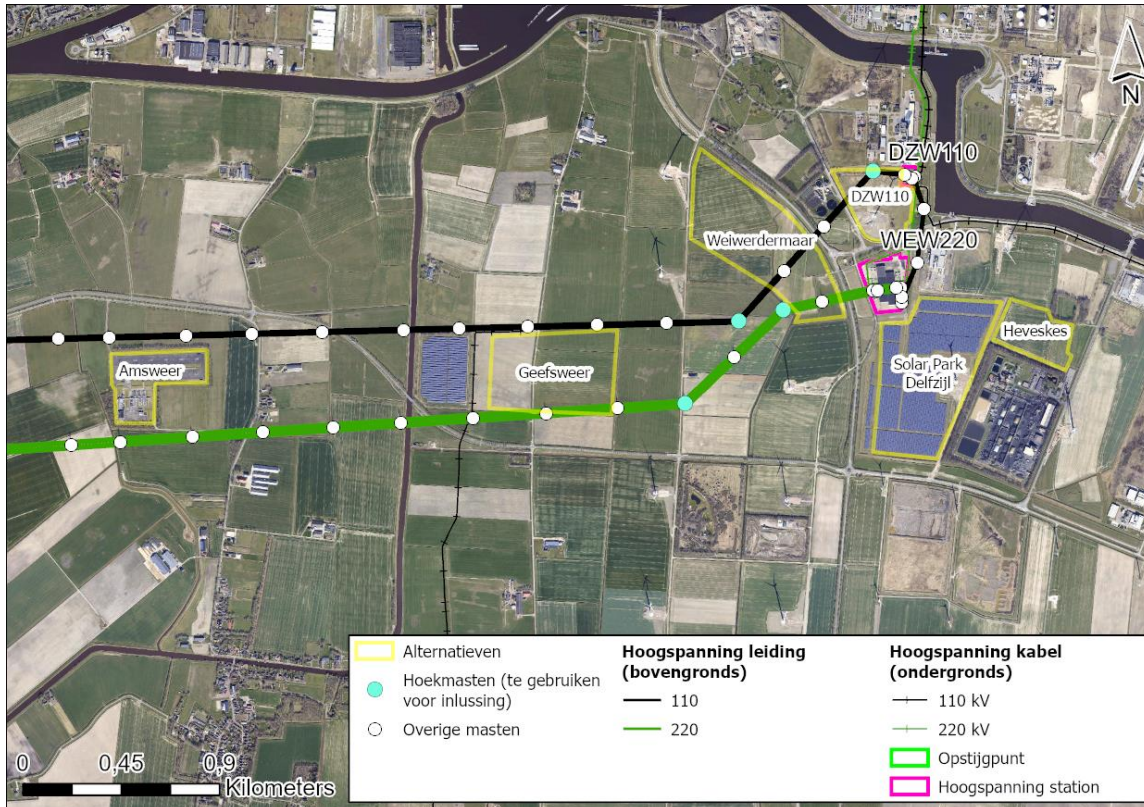 N
DZW110
DZW110
Weiwerdermaar
WEW220
Heveskes
Solar Park
Delfzijl
Amsweer
Geefsweer
Alternatieven
Hoekmasten (te gebruiken
voor inlussing)
Overige masten
Hoogspanning leiding
(bovengronds)
110
220
Hoogspanning kabel
(ondergronds)
110 kV
220 kV
Opstijgpunt
Hoogspanning station
0 0,45 0,9
Kilometers